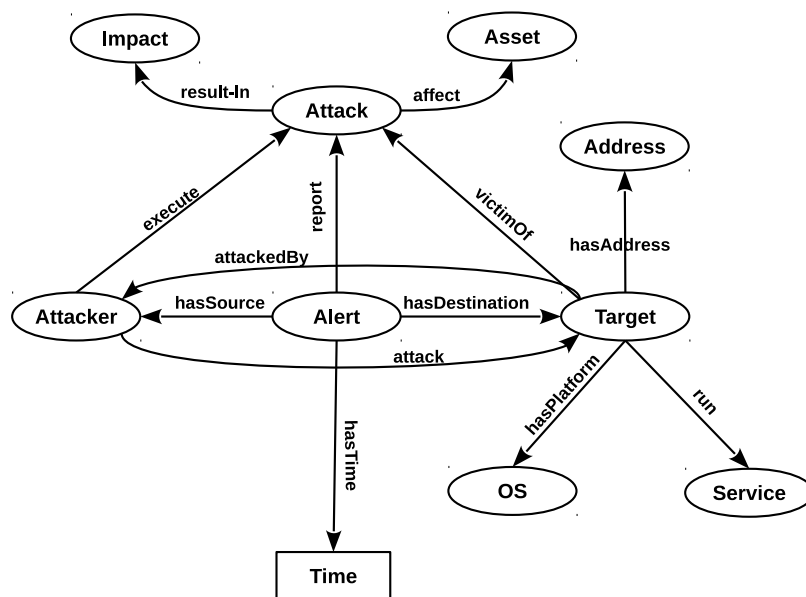 Impact
Asset
result-In
affect
Attack
Address
execute
report
victimOf
hasAddress
attackedBy
hasSource
hasDestination
Attacker
Alert
Target
attack
hasPlatform
run
hasTime
OS
Service
Time